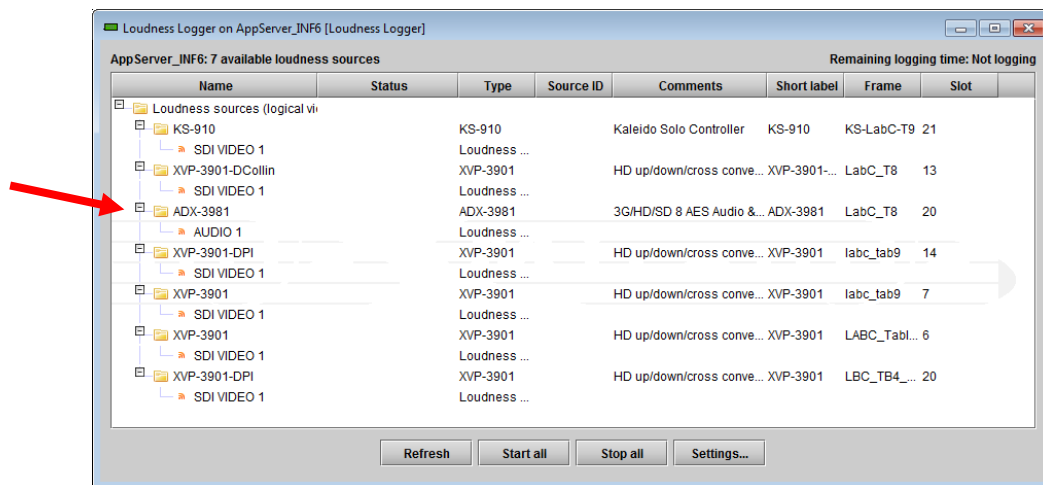 Loudness Logger on AppServer_INF6 [Loudness Logger]
AppServer_INF6: 7 available loudness sources Remaining logging time: Not logging
Name Status Type Source ID Comments Short label Frame Slot
Loudness sources (logical vi
KS-910 KS-910 Kaleido Solo Controller KS-910 KS-LabC-T9 21
SDI VIDEO 1 Loudness ...
XVP-3901-DCollin XVP-3901 HD up/down/cross conve... XVP-3901-... LabC_T8 13
SDI VIDEO 1 Loudness ...
ADX-3981 ADX-3981 3G/HD/SD 8 AES Audio &... ADX-3981 LabC_T8 20
AUDIO 1 Loudness ...
XVP-3901-DPI XVP-3901 HD up/down/cross conve... XVP-3901 labc_tab9 14
SDI VIDEO 1 Loudness ...
XVP-3901 XVP-3901 HD up/down/cross conve... XVP-3901 labc_tab9 7
SDI VIDEO 1 Loudness ...
XVP-3901 XVP-3901 HD up/down/cross conve... XVP-3901 LABC_Tabl... 6
SDI VIDEO 1 Loudness ...
XVP-3901-DPI XVP-3901 HD up/down/cross conve... XVP-3901 LBC_TB4_... 20
SDI VIDEO 1 Loudness ...
Refresh Start all Stop all Settings...